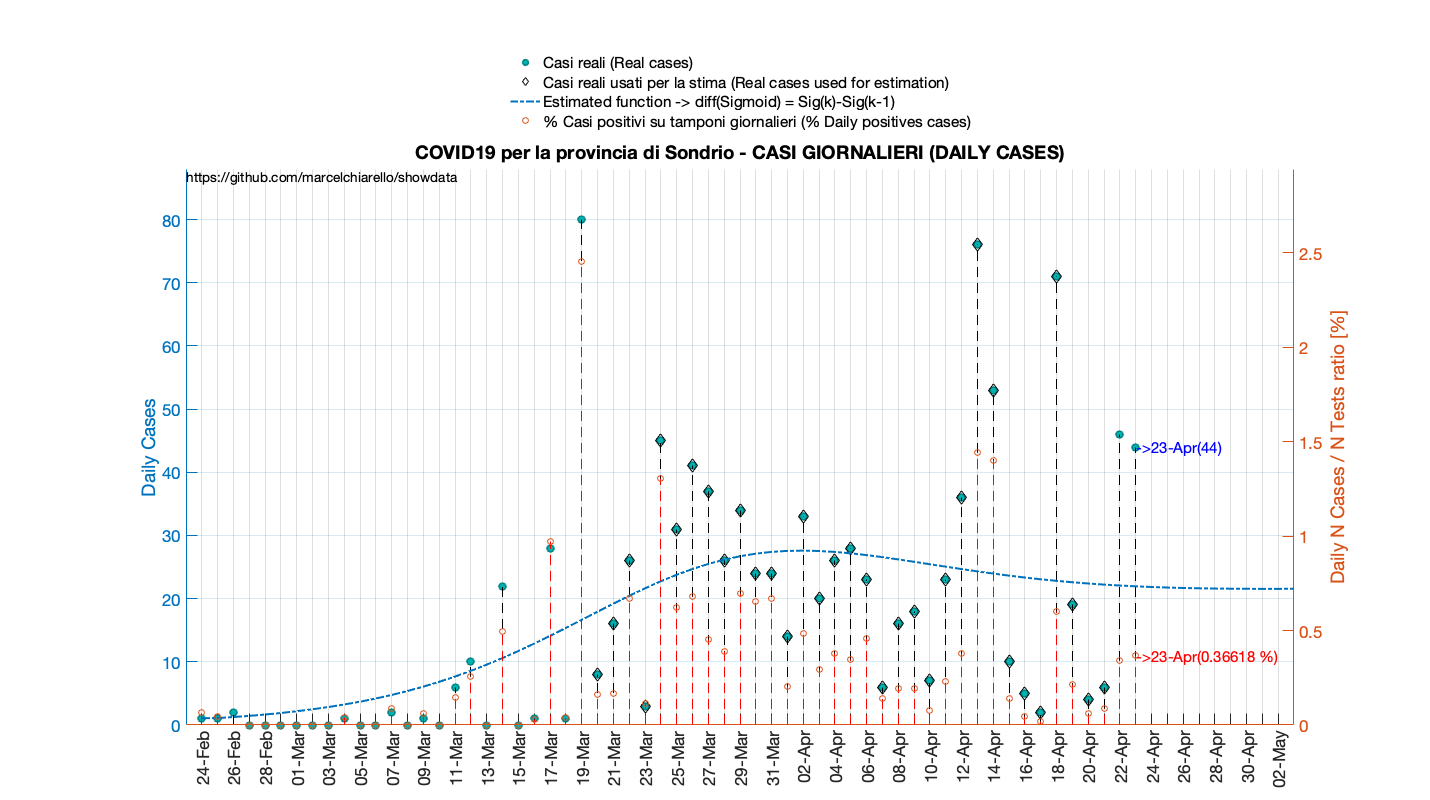 Casi reali (Real cases)
Casi reali usati per la stima (Real cases used for estimation)
Estimated function -> diff(Sigmoid) = Sig(k)-Sig(k-1)
% Casi positivi su tamponi giornalieri (% Daily positives cases)
COVID19 per la provincia di Sondrio - CASI GIORNALIERI (DAILY CASES)
https://github.com/marcelchiarello/showdata
80
70
60
50
40
30
20
10
0
Daily Cases
2.5
2
1.5
1
0.5
0
Daily N Cases / N Tests ratio [%]
->23-Apr(44)
->23-Apr(0.36618 %)
24-Feb
26-Feb
28-Feb
01-Mar
03-Mar
05-Mar
07-Mar
09-Mar
11-Mar
13-Mar
15-Mar
17-Mar
19-Mar
21-Mar
23-Mar
25-Mar
27-Mar
29-Mar
31-Mar
02-Apr
04-Apr
06-Apr
08-Apr
10-Apr
12-Apr
14-Apr
16-Apr
18-Apr
20-Apr
22-Apr
24-Apr
26-Apr
28-Apr
30-Apr
02-May